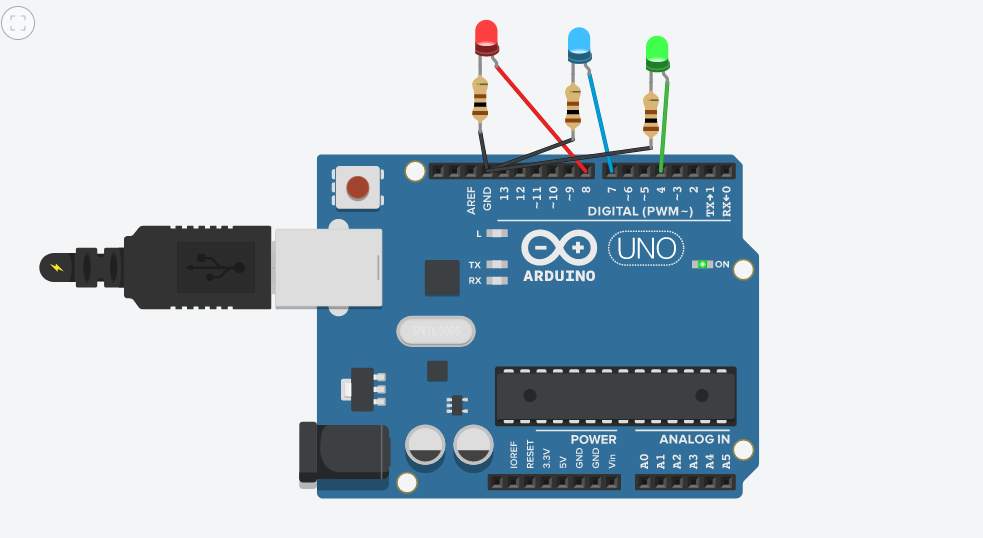 AREF
GND
13
12
~11
~10
~9
8
7
~6
~5
4
~3
2
TX→1
RX←0
DIGITAL (PWM~)
L
TX
RX
ARDUINO
UNO
ON
POWER
ANALOG IN
IOREF
RESET
3.3V
5V
GND
GND
Vin
A0
A1
A2
A3
A4
A5